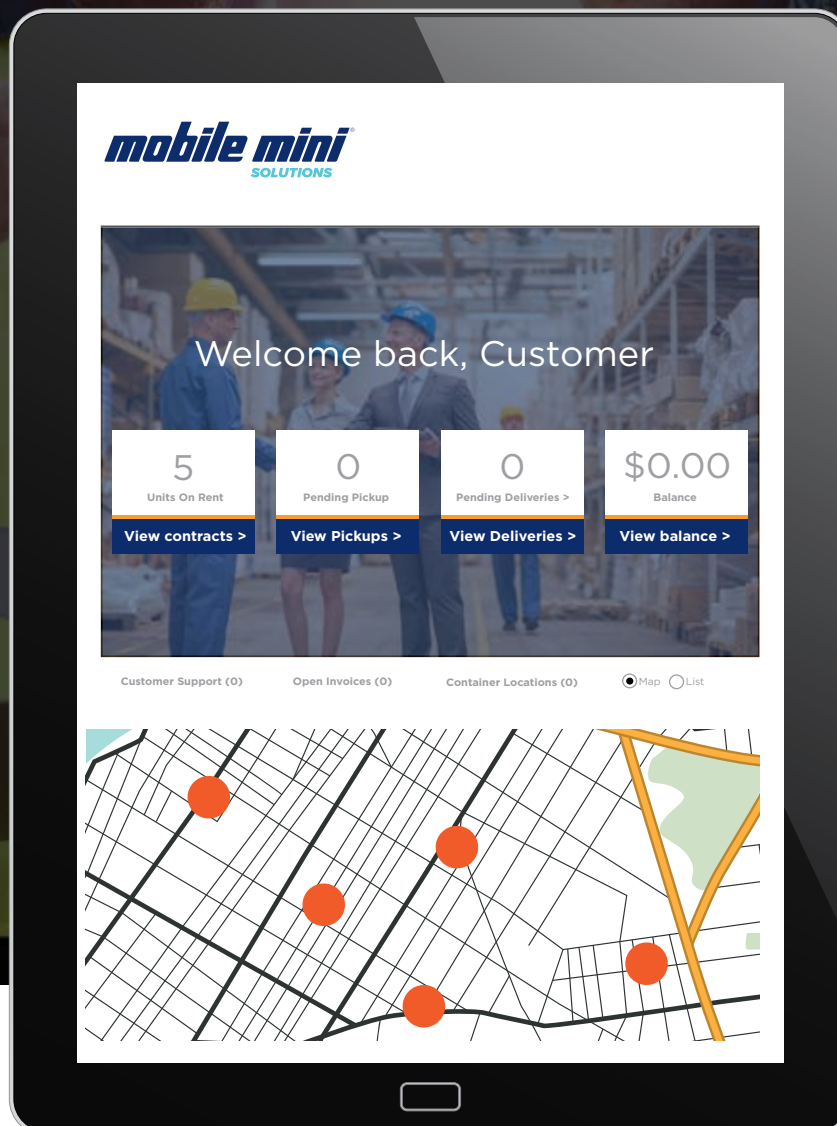 mobile mini®
SOLUTIONS
Welcome back, Customer
5
Units On Rent
View contracts >
0
Pending Pickup
View Pickups >
0
Pending Deliveries >
View Deliveries >
$0.00
Balance
View balance >
Customer Support (0)
Open Invoices (0)
Container Locations (0)
Map
List